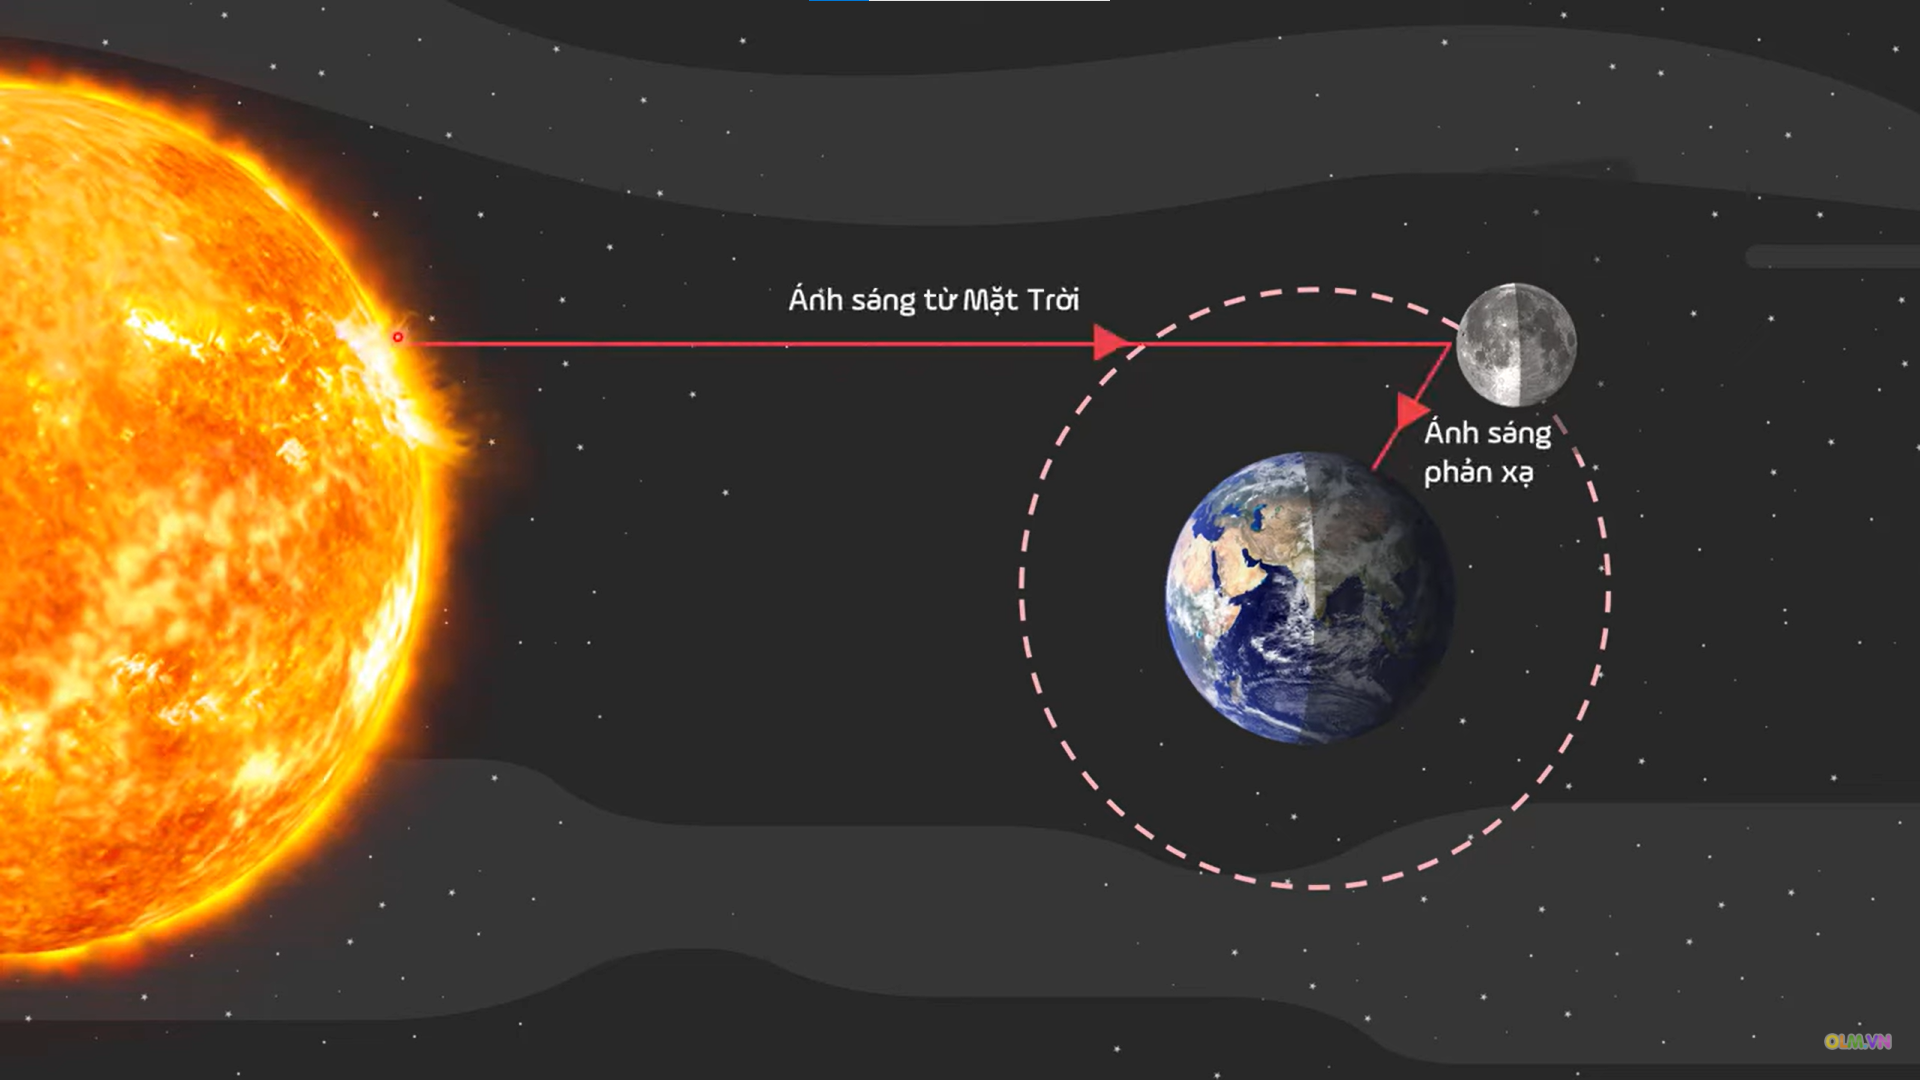 Ánh sáng từ Mặt Trời
Ánh sáng
phản xạ
OLM.VN